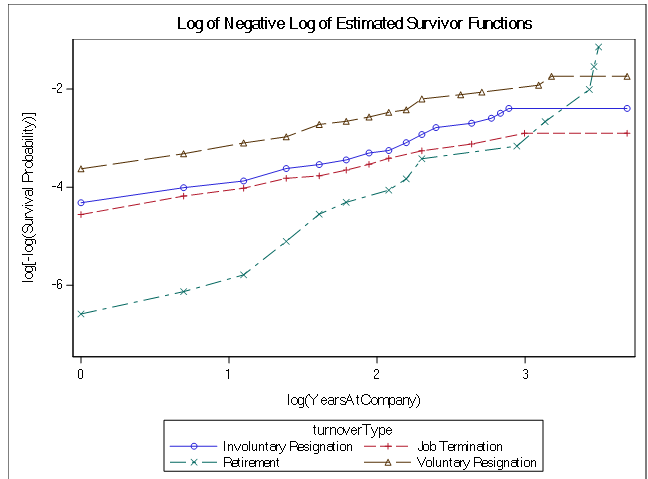 Log of Negative Log of Estimated Survivor Functions
log[-log(Survival Probability)]
-2
-4
-6
0 1 2 3
log(YearsAtCompany)
turnoverType
Involuntary Resignation Job Termination
Retirement Voluntary Resignation